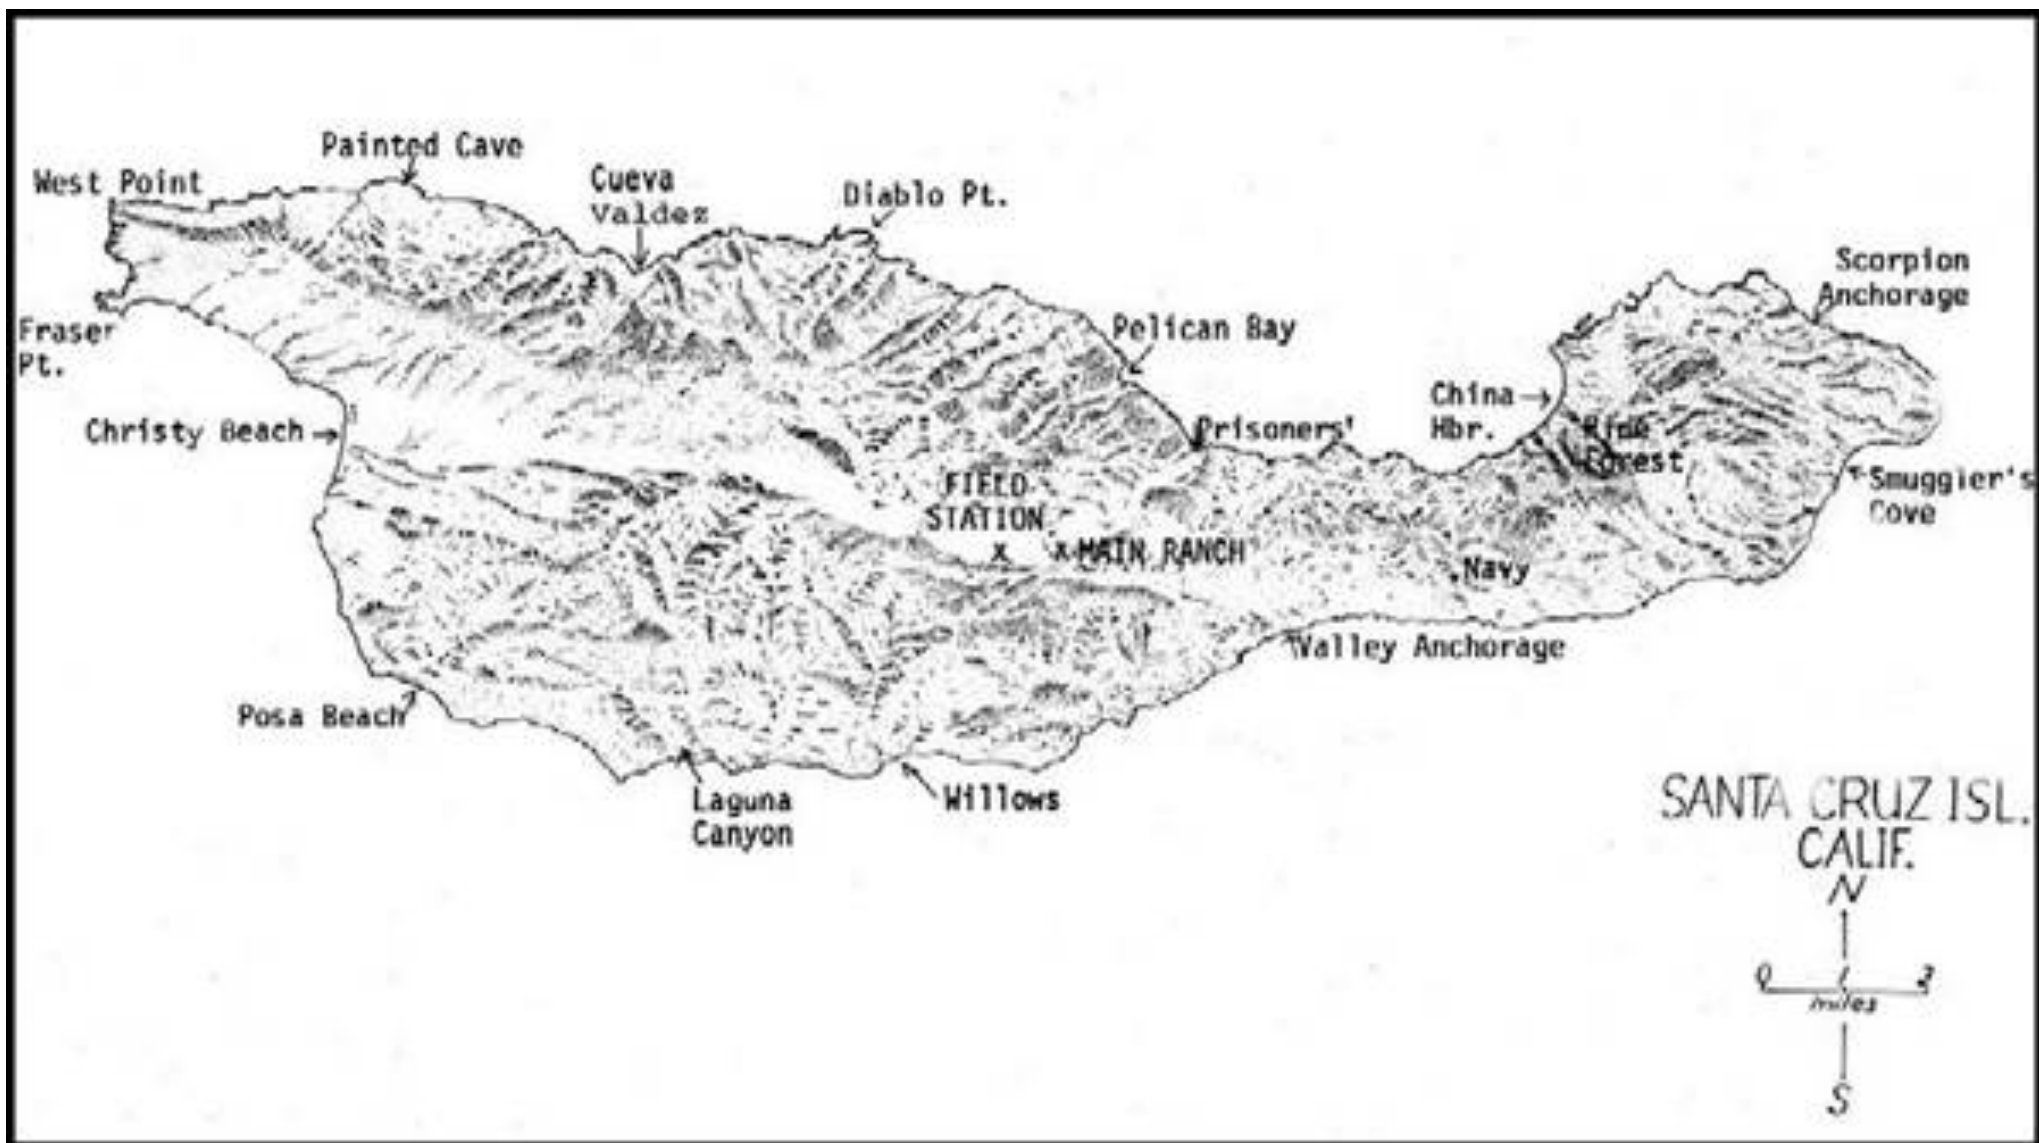 Painted Cave
West Point
Cueva
Valdez
Diablo Pt.
Scorpion
Anchorage
Fraser
Pt.
Pelican Bay
China
Hbr.
Christy Beach
Prisoners'
Pine
Forest
FIELD
STATION
Smuggler's
Cove
x x MAIN RANCH
Navy
Valley Anchorage
Posa Beach
Laguna
Canyon
Willows
SANTA CRUZ ISL.
CALIF.
N
0 1 2
miles
S